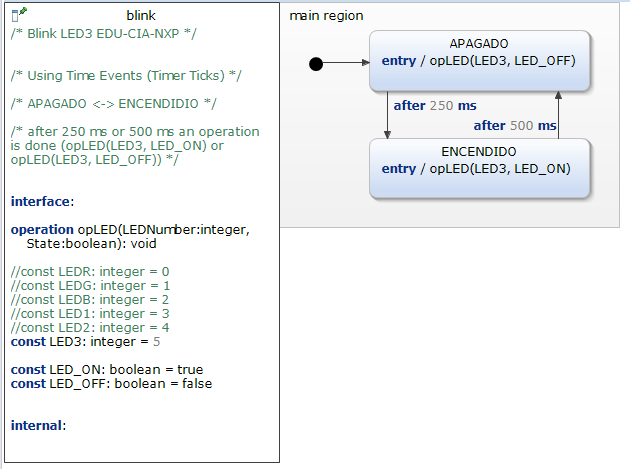 blink
/* Blink LED3 EDU-CIA-NXP */
/* Using Time Events (Timer Ticks) */
/* APAGADO <-> ENCENDIDIO */
/* after 250 ms or 500 ms an operation
is done (opLED(LED3, LED_ON) or
opLED(LED3, LED_OFF)) */
interface:
operation opLED(LEDNumber:integer,
State:boolean): void
//const LEDR: integer = 0
//const LEDG: integer = 1
//const LEDB: integer = 2
//const LED1: integer = 3
//const LED2: integer = 4
const LED3: integer = 5
const LED_ON: boolean = true
const LED_OFF: boolean = false
internal:
main region
APAGADO
entry / opLED(LED3, LED_OFF)
after 250 ms
after 500 ms
ENCENDIDO
entry / opLED(LED3, LED_ON)